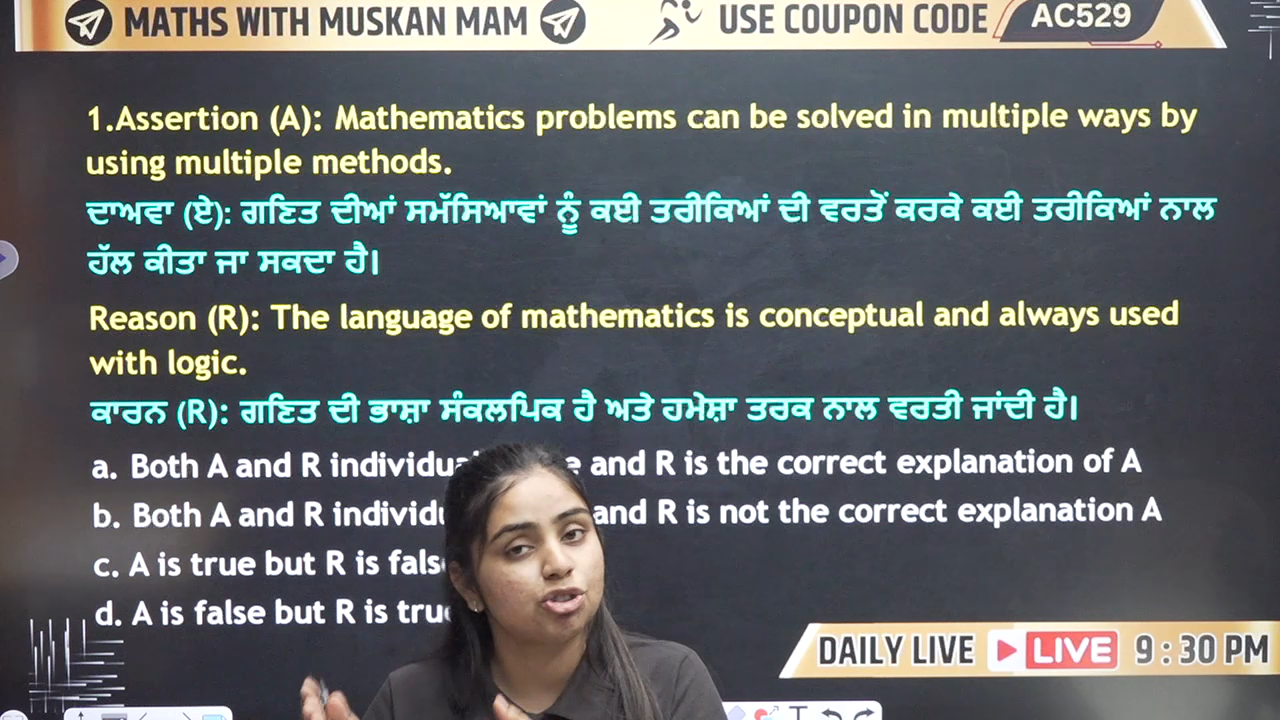 MATHS WITH MUSKAN MAM
USE COUPON CODE
AC529
1.Assertion (A): Mathematics problems can be solved in multiple ways by
using multiple methods.
ਦਾਅਵਾ (ਏ): ਗਣਿਤ ਦੀਆਂ ਸਮੱਸਿਆਵਾਂ ਨੂੰ ਕਈ ਤਰੀਕਿਆਂ ਦੀ ਵਰਤੋਂ ਕਰਕੇ ਕਈ ਤਰੀਕਿਆਂ ਨਾਲ
ਹੱਲ ਕੀਤਾ ਜਾ ਸਕਦਾ ਹੈ।
Reason (R): The language of mathematics is conceptual and always used
with logic.
ਕਾਰਨ (R): ਗਣਿਤ ਦੀ ਭਾਸ਼ਾ ਸੰਕਲਪਿਕ ਹੈ ਅਤੇ ਹਮੇਸ਼ਾ ਤਰਕ ਨਾਲ ਵਰਤੀ ਜਾਂਦੀ ਹੈ।
a. Both A and R and R is the correct explanation of A
b. Both A and R and R is not the correct explanation A
c. A is true but R is false
d. A is false but R is true
DAILY LIVE
LIVE
9:30 PM